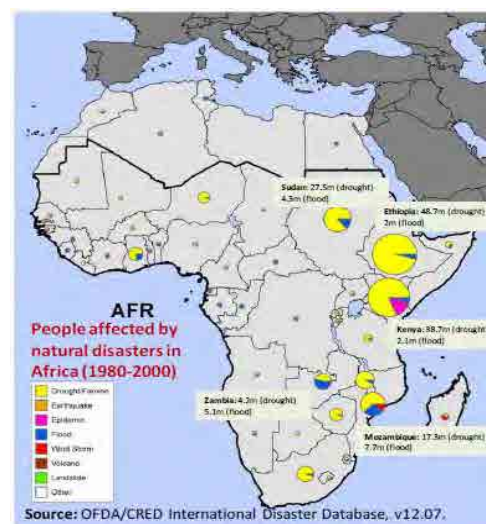 Sudan: 27.5m (drought)
4.3m (flood)
Ethiopia: 48.7m (drought)
2m (flood)
AFR
People affected by
natural disasters in
Africa (1980-2000)
Kenya: 38.7m (drought
2.1m (flood)
Drought/Famine
Earthquake
Epidemic
Flood
Wind Storm
Volcano
Landslide
Other
Zambia: 4.2m (drought)
5.1m (flood)
Mozambique: 17.3m (drought)
7.7m (flood)
Source: OFDA/CRED International Disaster Database, v12.07.